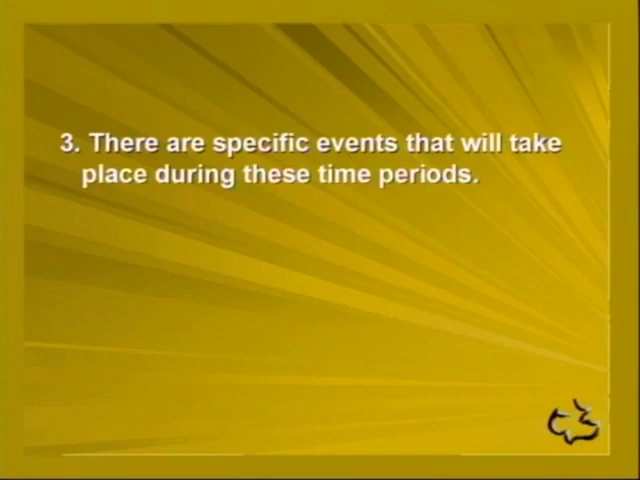 3. There are specific events that will take
place during these time periods.